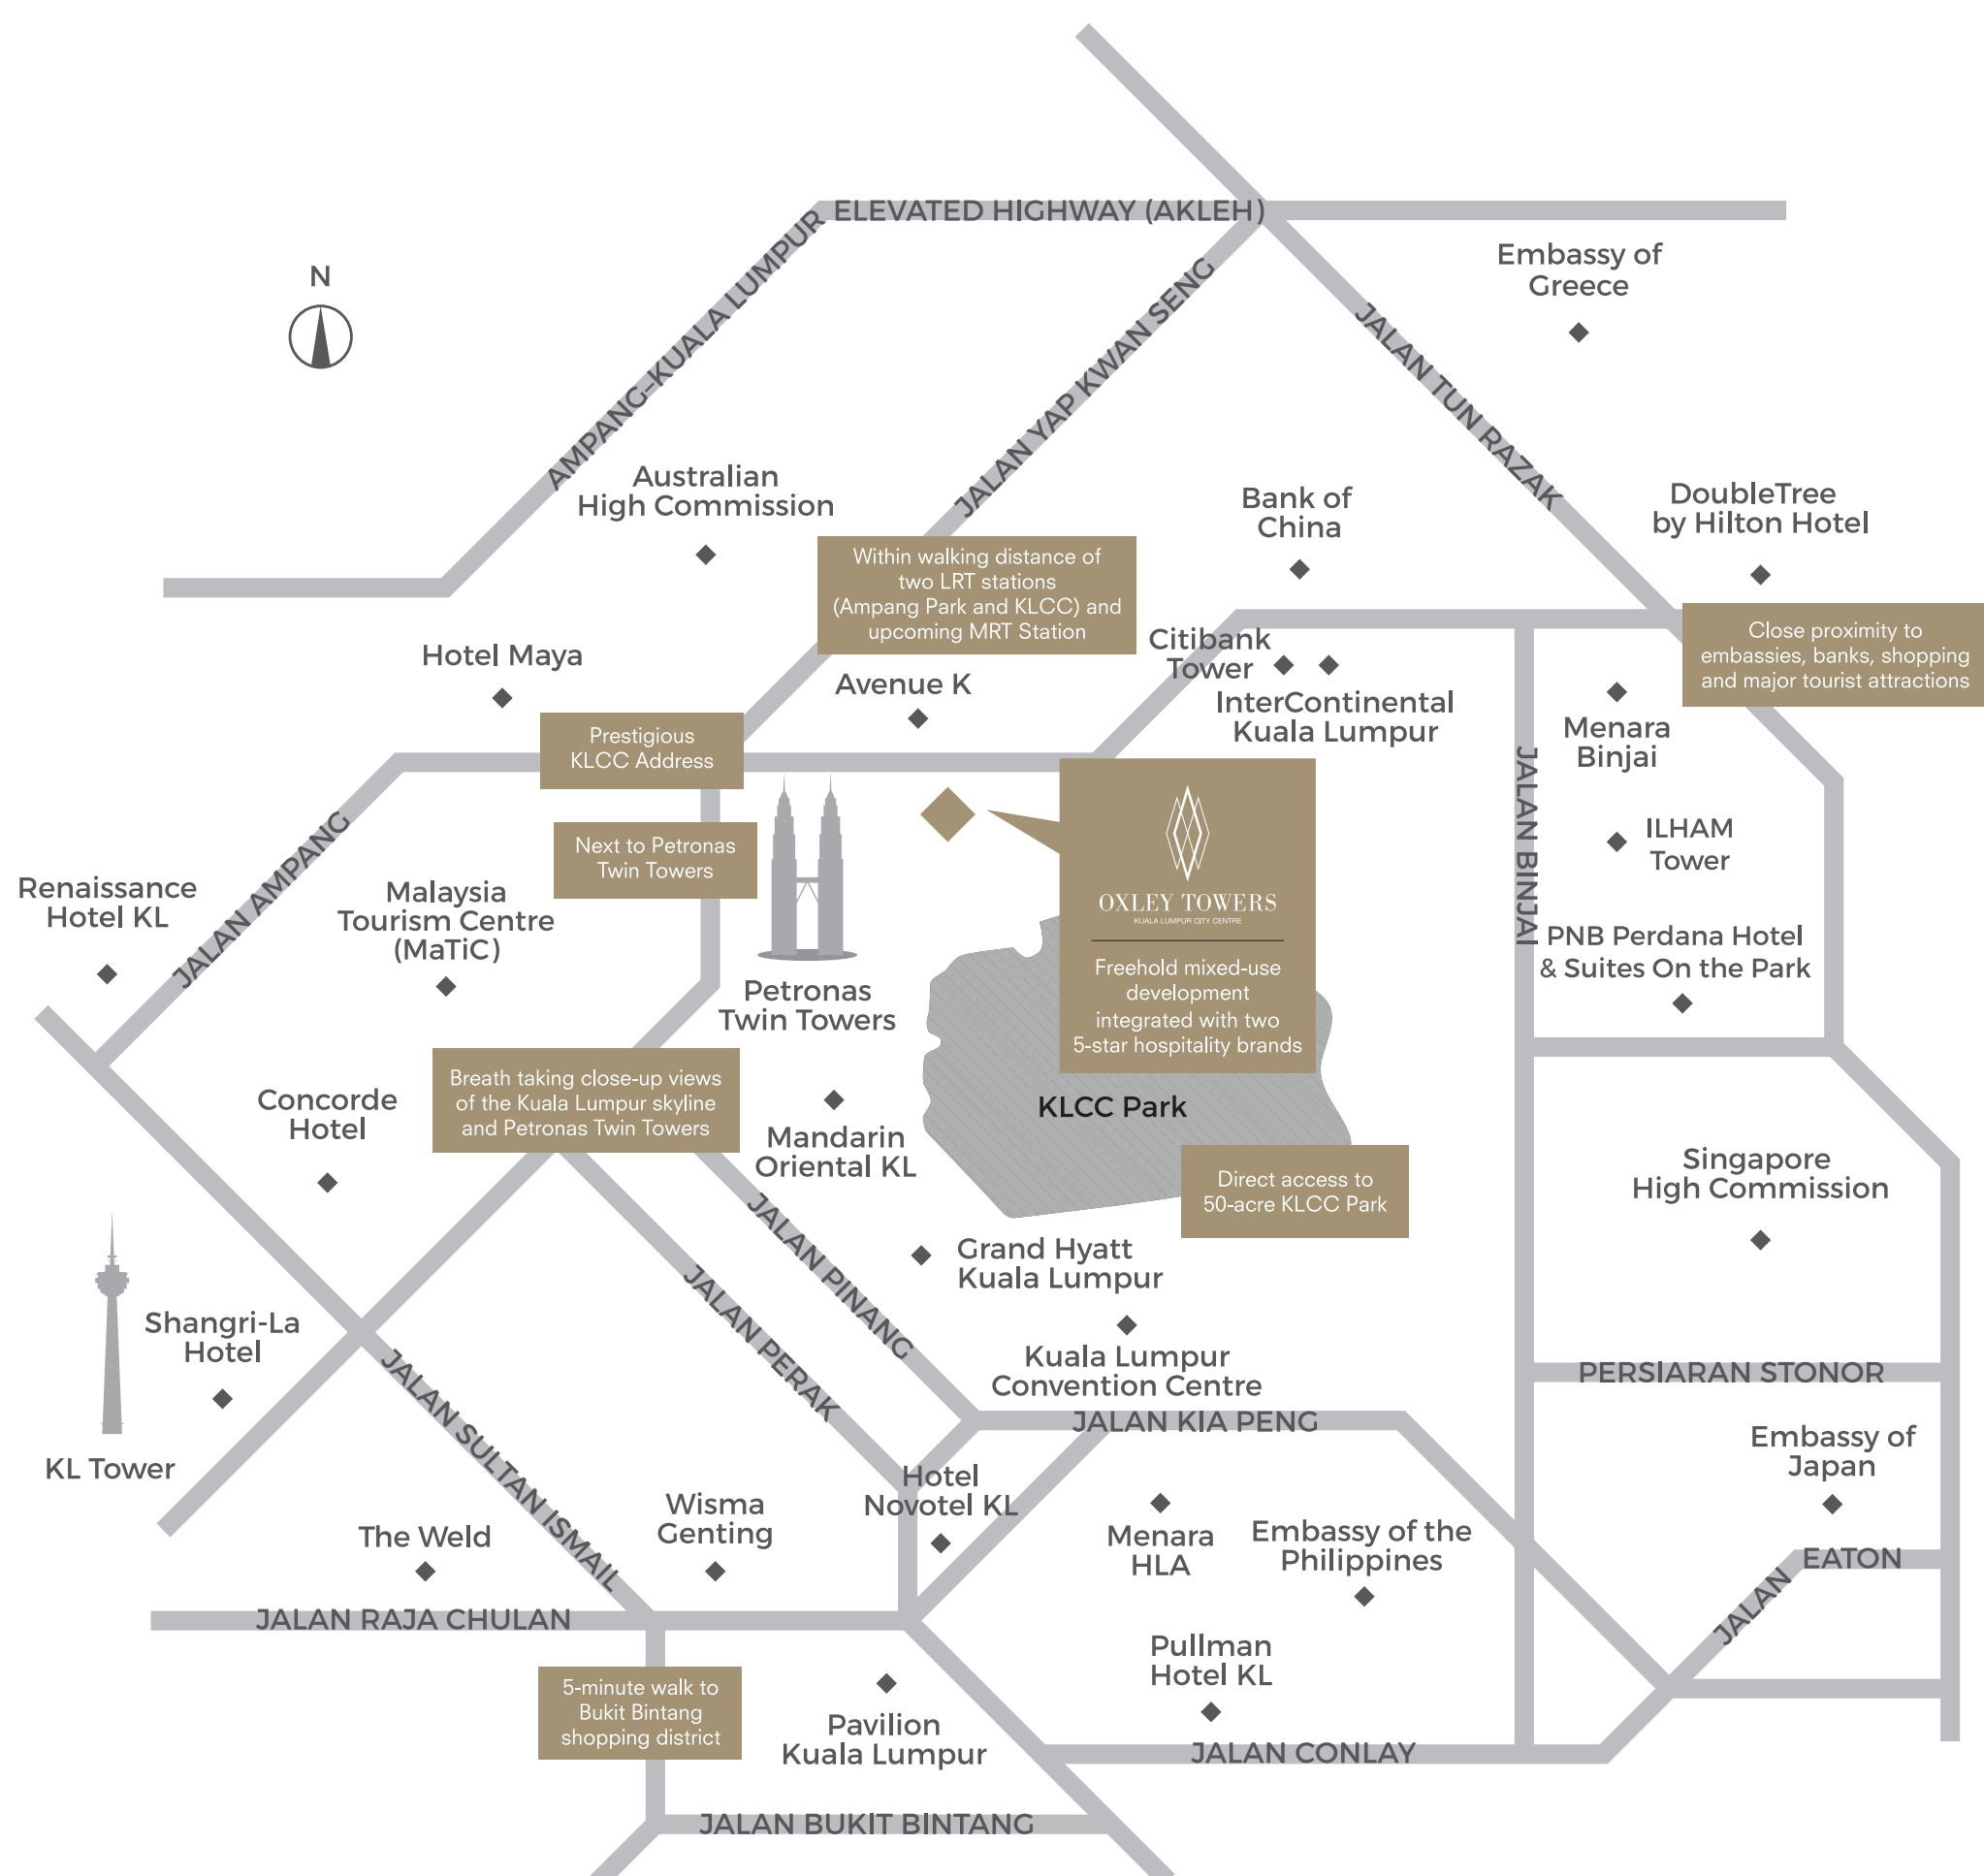 ELEVATED HIGHWAY (AKLEH)
AMPANG-KUALA LUMPUR
N
Embassy of
Greece
JALAN YAP KWAN SENG
JALAN TUN RAZAK
Australian
High Commission
Bank of
China
DoubleTree
by Hilton Hotel
Within walking distance of
two LRT stations
(Ampang Park and KLCC) and
upcoming MRT Station
Close proximity to
embassies, banks, shopping
and major tourist attractions
Hotel Maya
Avenue K
Citibank
Tower
InterContinental
Kuala Lumpur
Menara
Binjai
Prestigious
KLCC Address
JALAN BINJAI
Next to Petronas
Twin Towers
ILHAM
Tower
JALAN AMPANG
Renaissance
Hotel KL
Malaysia
Tourism Centre
(MaTiC)
OXLEY TOWERS
KUALA LUMPUR CITY CENTRE
Freehold mixed-use
development
integrated with two
5-star hospitality brands
PNB Perdana Hotel
& Suites On the Park
Petronas
Twin Towers
Concorde
Hotel
Breath taking close-up views
of the Kuala Lumpur skyline
and Petronas Twin Towers
KLCC Park
Mandarin
Oriental KL
Direct access to
50-acre KLCC Park
Singapore
High Commission
JALAN PINANG
Grand Hyatt
Kuala Lumpur
JALAN PERAK
Shangri-La
Hotel
Kuala Lumpur
Convention Centre
JALAN SULTAN ISMAIL
PERSIARAN STONOR
JALAN KIA PENG
KL Tower
Embassy of
Japan
Hotel
Novotel KL
Wisma
Genting
The Weld
Menara
HLA
Embassy of the
Philippines
JALAN
EATON
JALAN RAJA CHULAN
Pullman
Hotel KL
5-minute walk to
Bukit Bintang
shopping district
Pavilion
Kuala Lumpur
JALAN CONLAY
JALAN BUKIT BINTANG